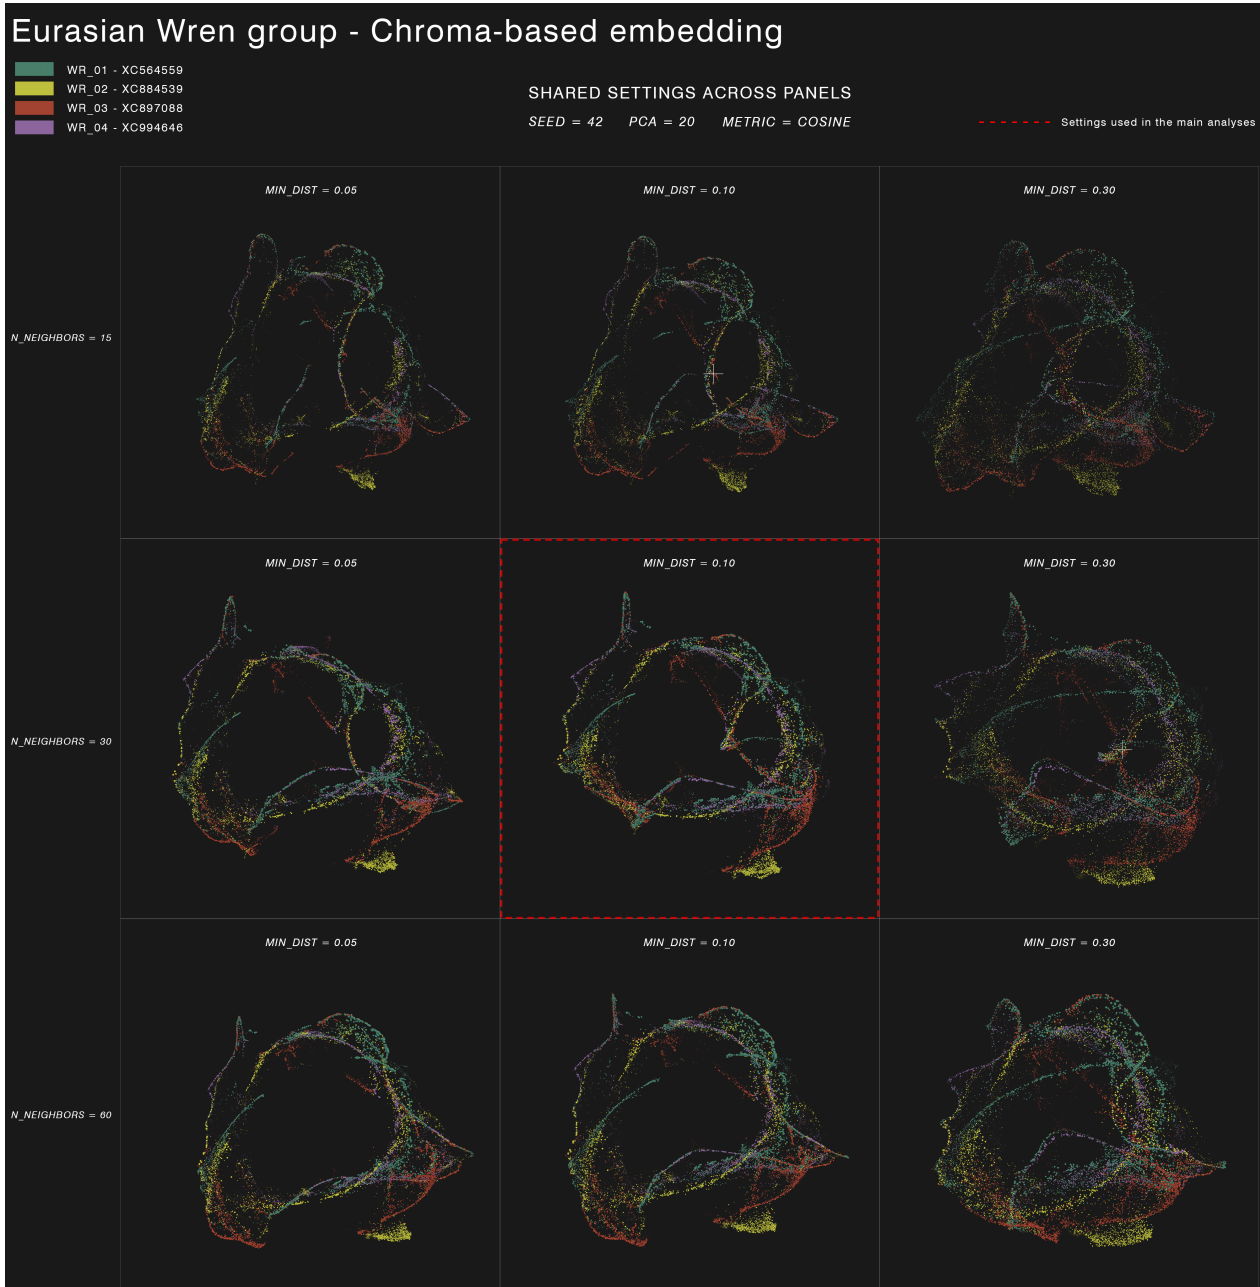 Eurasian Wren group - Chroma-based embedding
WR_01 - XC564559
WR_02 - XC884539
WR_03 - XC897088
WR_04 - XC994646
SHARED SETTINGS ACROSS PANELS
SEED = 42 PCA = 20 METRIC = COSINE
Settings used in the main analyses
MIN_DIST = 0.05 MIN_DIST = 0.10 MIN_DIST = 0.30
N_NEIGHBORS = 15
MIN_DIST = 0.05 MIN_DIST = 0.10 MIN_DIST = 0.30
N_NEIGHBORS = 30
MIN_DIST = 0.05 MIN_DIST = 0.10 MIN_DIST = 0.30
N_NEIGHBORS = 60